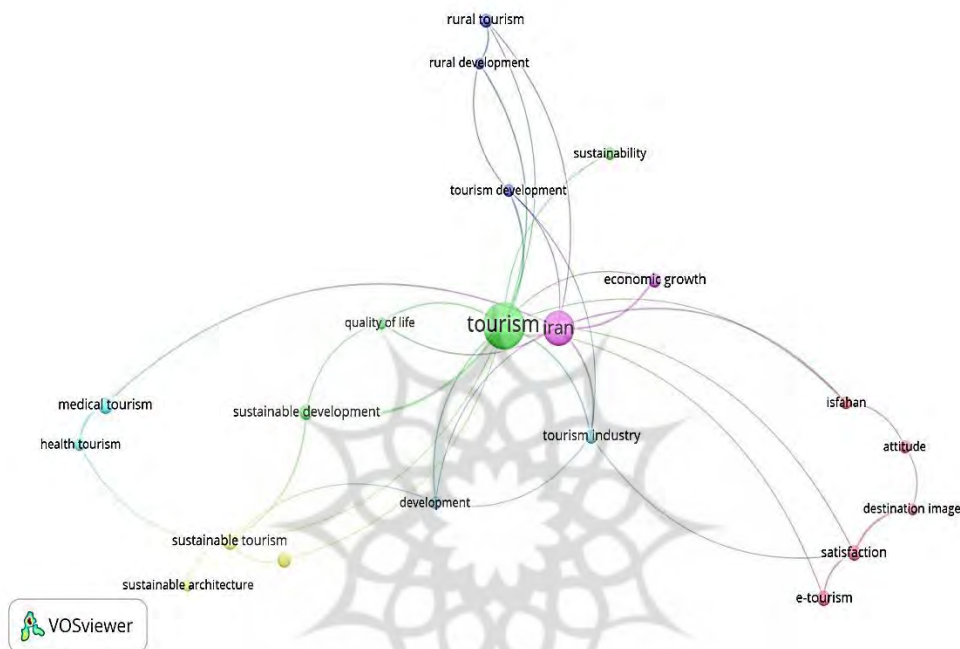 rural tourism
rural development
sustainability
tourism development
economic growth
quality of life
tourism
iran
medical tourism
isfahan
sustainable development
tourism industry
health tourism
attitude
development
destination image
sustainable tourism
satisfaction
sustainable architecture
e-tourism
VOSviewer